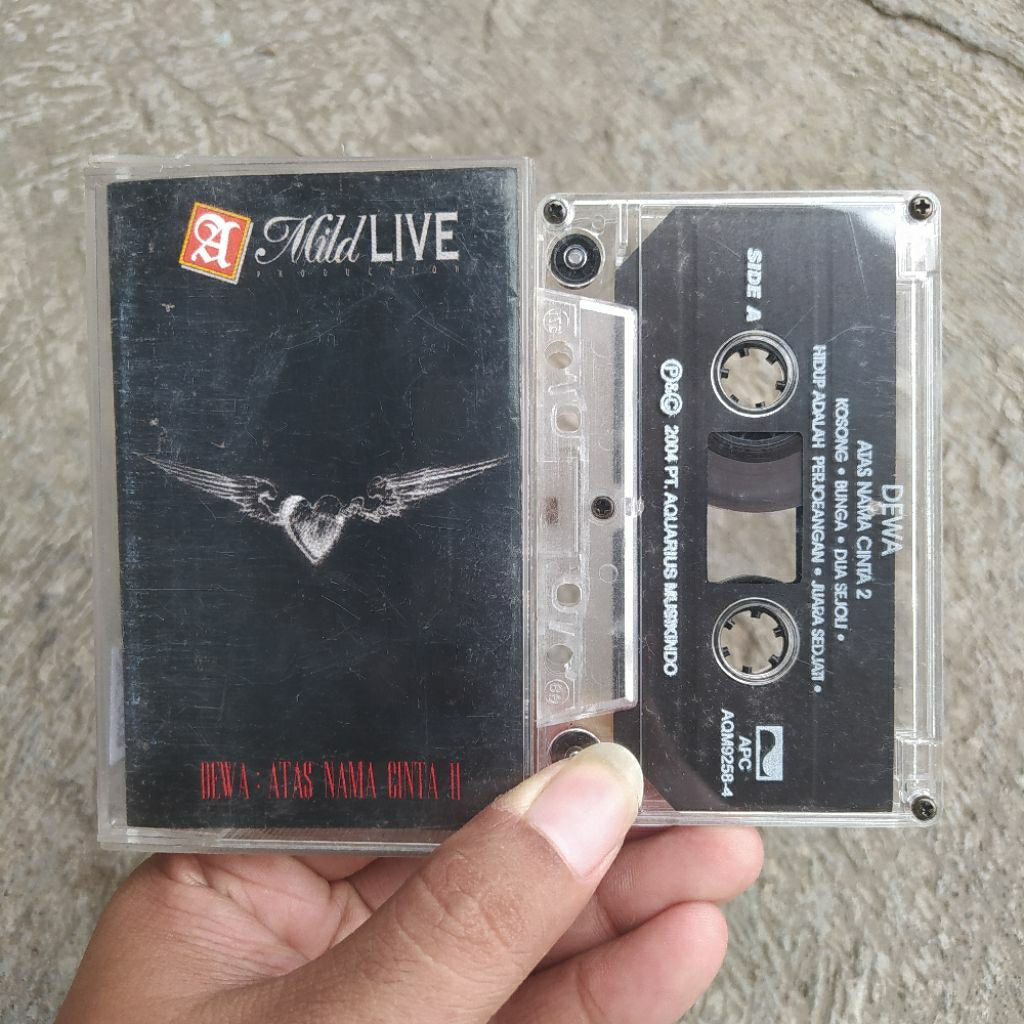 A Mild LIVE
PRODUCTION
DEWA : ATAS NAMA CINTA II
SIDE A
DEWA
ATAS NAMA CINTA 2
KOSONG • BUNGA • DUA SEJOLI •
HIDUP ADALAH PERJOEANGAN • JUARA SEDJATI •
℗&© 2004 PT. AQUARIUS MUSIKINDO
APC
AQM9258-4